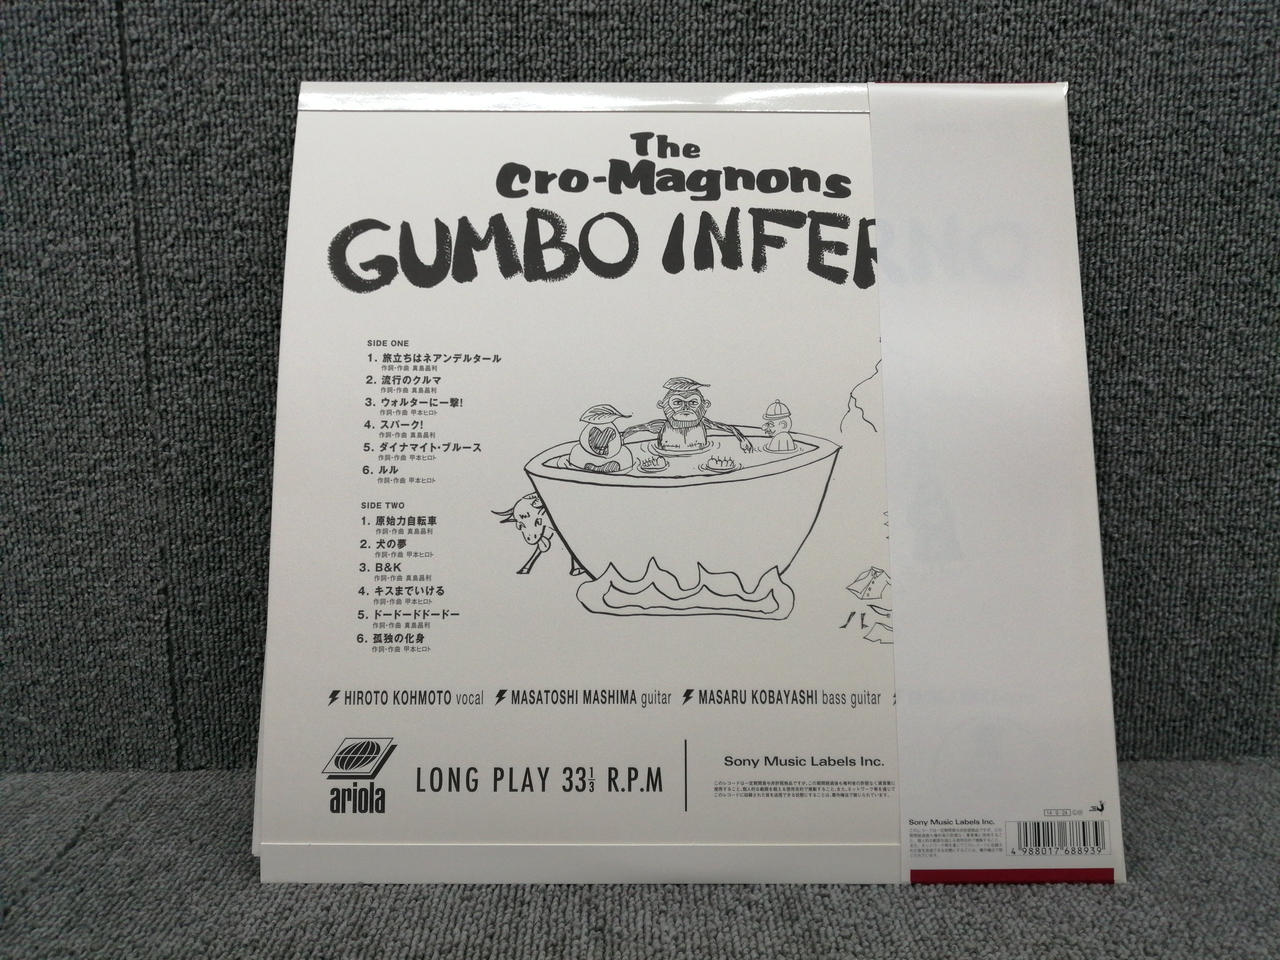 The
Cro-Magnons
GUMBO INFER
SIDE ONE
1. 旅立ちはネアンデルタール
作詞・作曲 真島昌利
2. 流行のクルマ
作詞・作曲 真島昌利
3. ウォルターに一撃!
作詞・作曲 甲本ヒロト
4. スパーク!
作詞・作曲 真島昌利
5. ダイナマイト・ブルース
作詞・作曲 甲本ヒロト
6. ルル
作詞・作曲 甲本ヒロト
SIDE TWO
1. 原始力自転車
作詞・作曲 真島昌利
2. 犬の夢
作詞・作曲 甲本ヒロト
3. B&K
作詞・作曲 真島昌利
4. キスまでいける
作詞・作曲 甲本ヒロト
5. ドードードドードー
作詞・作曲 真島昌利
6. 孤独の化身
作詞・作曲 甲本ヒロト
HIROTO KOHMOTO vocal MASATOSHI MASHIMA guitar MASARU KOBAYASHI bass guitar
ariola
LONG PLAY 33 1/3 R.P.M
Sony Music Labels Inc.
Sony Music Labels Inc.
4 988017 688939